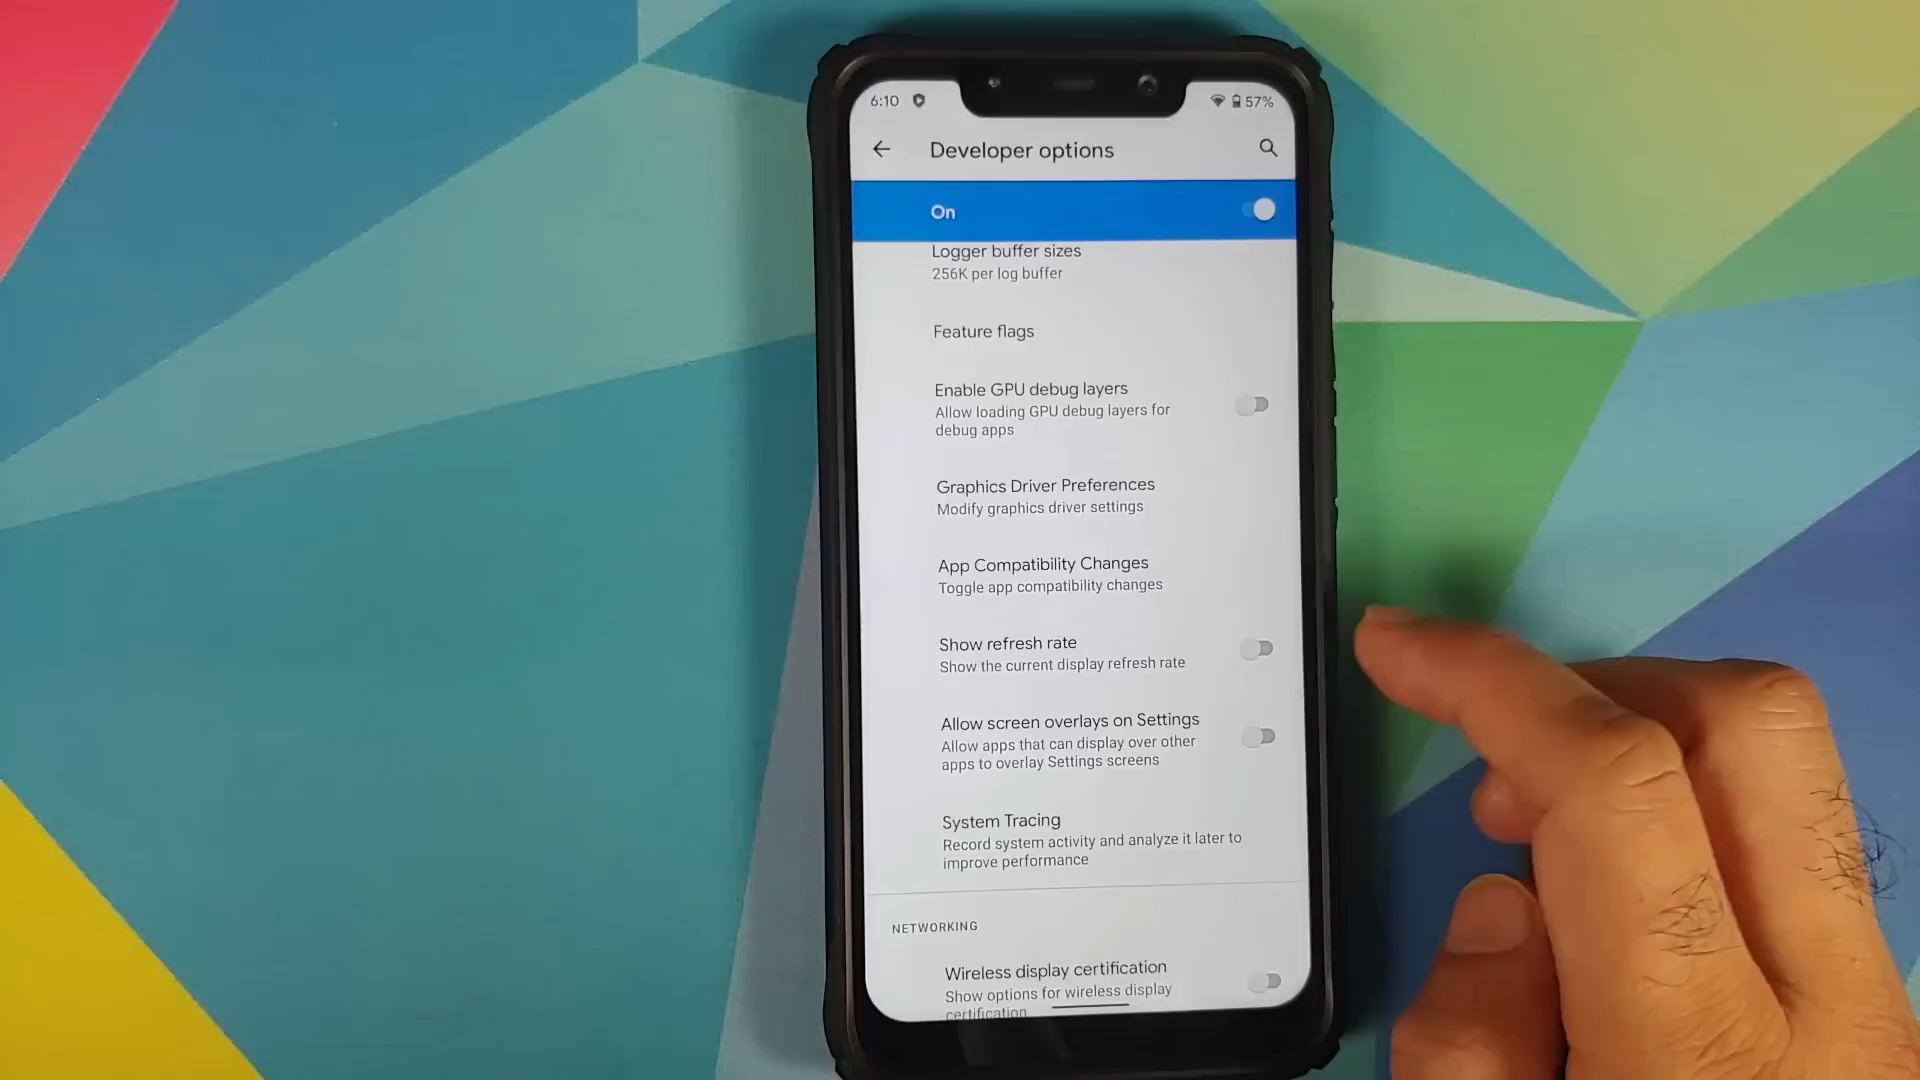 6:10
57%
Developer options
On
Logger buffer sizes
256K per log buffer
Feature flags
Enable GPU debug layers
Allow loading GPU debug layers for
debug apps
Graphics Driver Preferences
Modify graphics driver settings
App Compatibility Changes
Toggle app compatibility changes
Show refresh rate
Show the current display refresh rate
Allow screen overlays on Settings
Allow apps that can display over other
apps to overlay Settings screens
System Tracing
Record system activity and analyze it later to
improve performance
NETWORKING
Wireless display certification
Show options for wireless display
certification